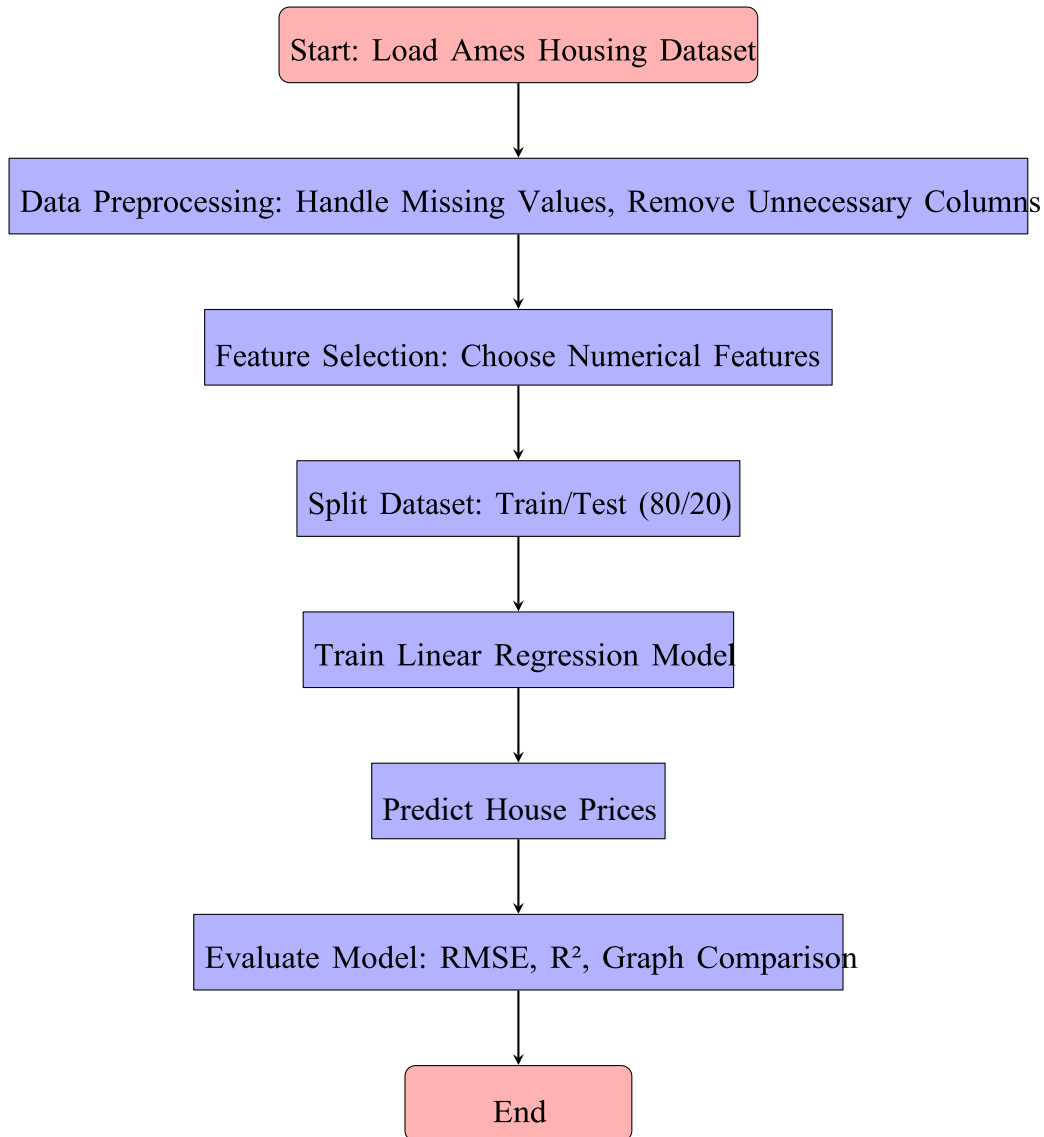 Start: Load Ames Housing Dataset
Data Preprocessing: Handle Missing Values, Remove Unnecessary Columns
Feature Selection: Choose Numerical Features
Split Dataset: Train/Test (80/20)
Train Linear Regression Model
Predict House Prices
Evaluate Model: RMSE, R², Graph Comparison
End